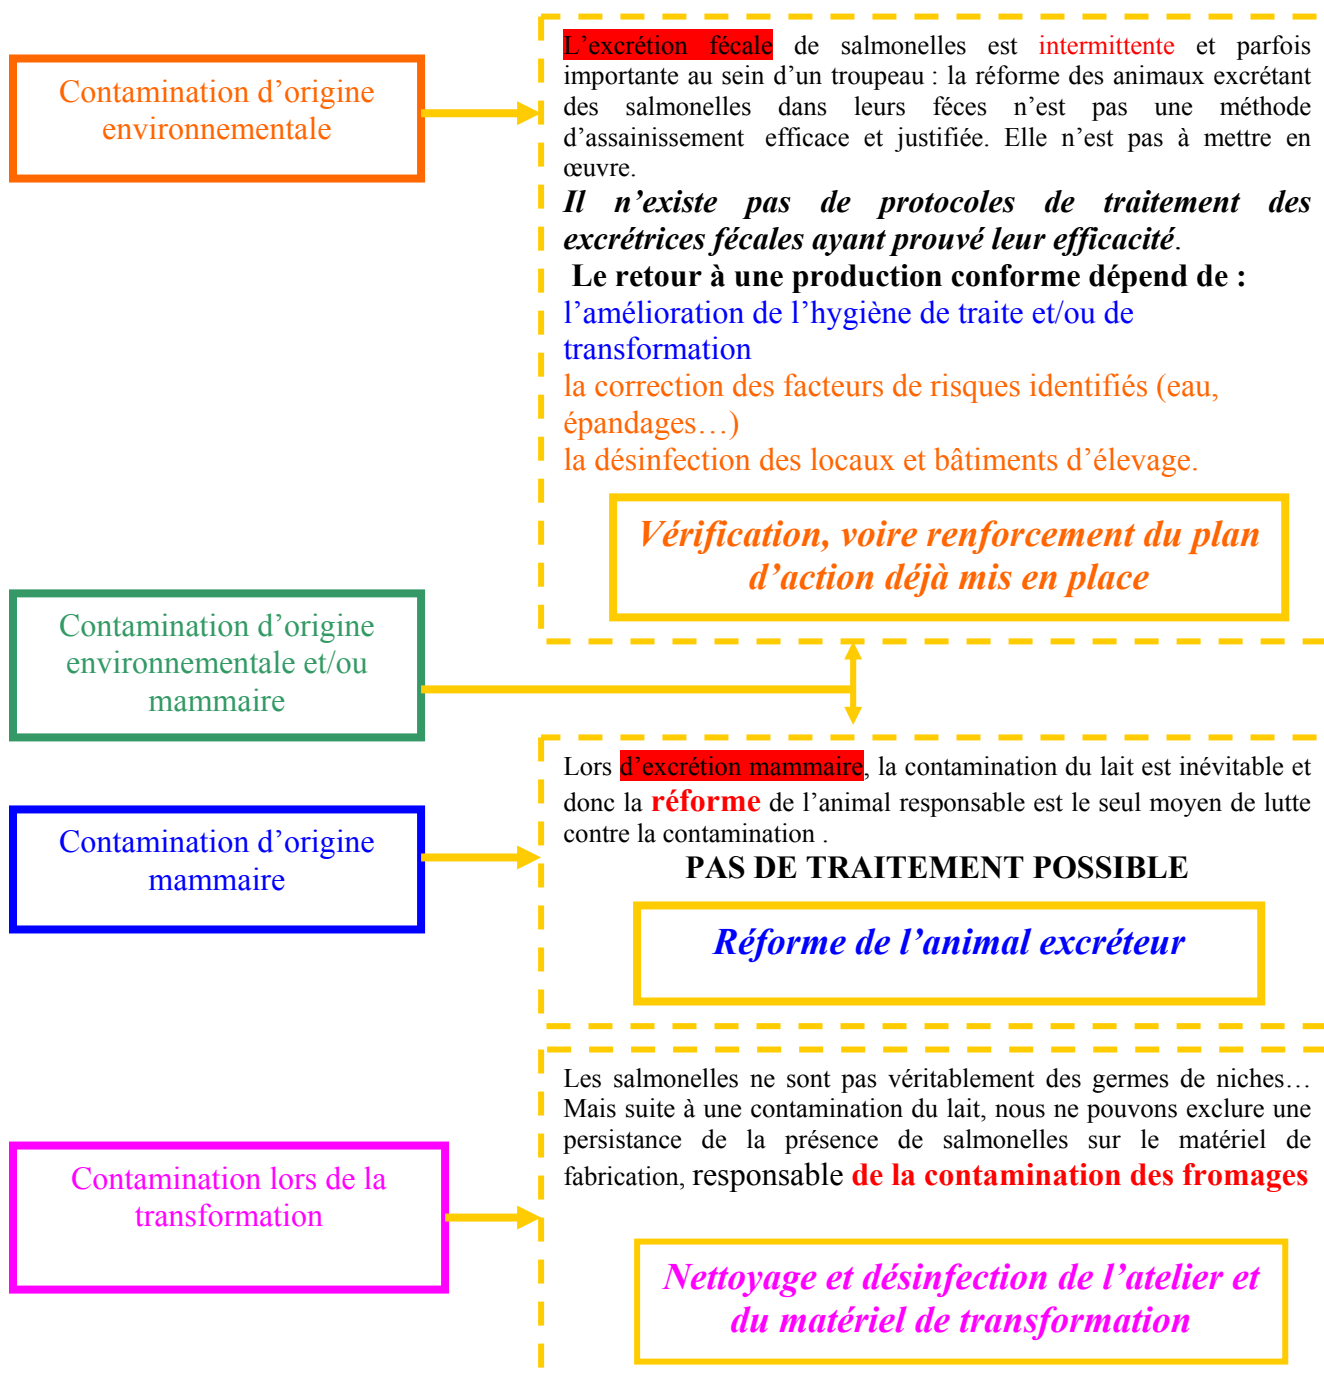 Contamination d’origine
environnementale
L’excrétion fécale de salmonelles est intermittente et parfois
importante au sein d’un troupeau : la réforme des animaux excrétant
des salmonelles dans leurs féces n’est pas une méthode
d’assainissement efficace et justifiée. Elle n’est pas à mettre en
œuvre.
Il n’existe pas de protocoles de traitement des
excrétrices fécales ayant prouvé leur efficacité.
Le retour à une production conforme dépend de :
l’amélioration de l’hygiène de traite et/ou de
transformation
la correction des facteurs de risques identifiés (eau,
épandages…)
la désinfection des locaux et bâtiments d’élevage.
Vérification, voire renforcement du plan
d’action déjà mis en place
Contamination d’origine
environnementale et/ou
mammaire
Contamination d’origine
mammaire
Lors d’excrétion mammaire, la contamination du lait est inévitable et
donc la réforme de l’animal responsable est le seul moyen de lutte
contre la contamination .
PAS DE TRAITEMENT POSSIBLE
Réforme de l’animal excréteur
Contamination lors de la
transformation
Les salmonelles ne sont pas véritablement des germes de niches…
Mais suite à une contamination du lait, nous ne pouvons exclure une
persistance de la présence de salmonelles sur le matériel de
fabrication, responsable de la contamination des fromages
Nettoyage et désinfection de l’atelier et
du matériel de transformation